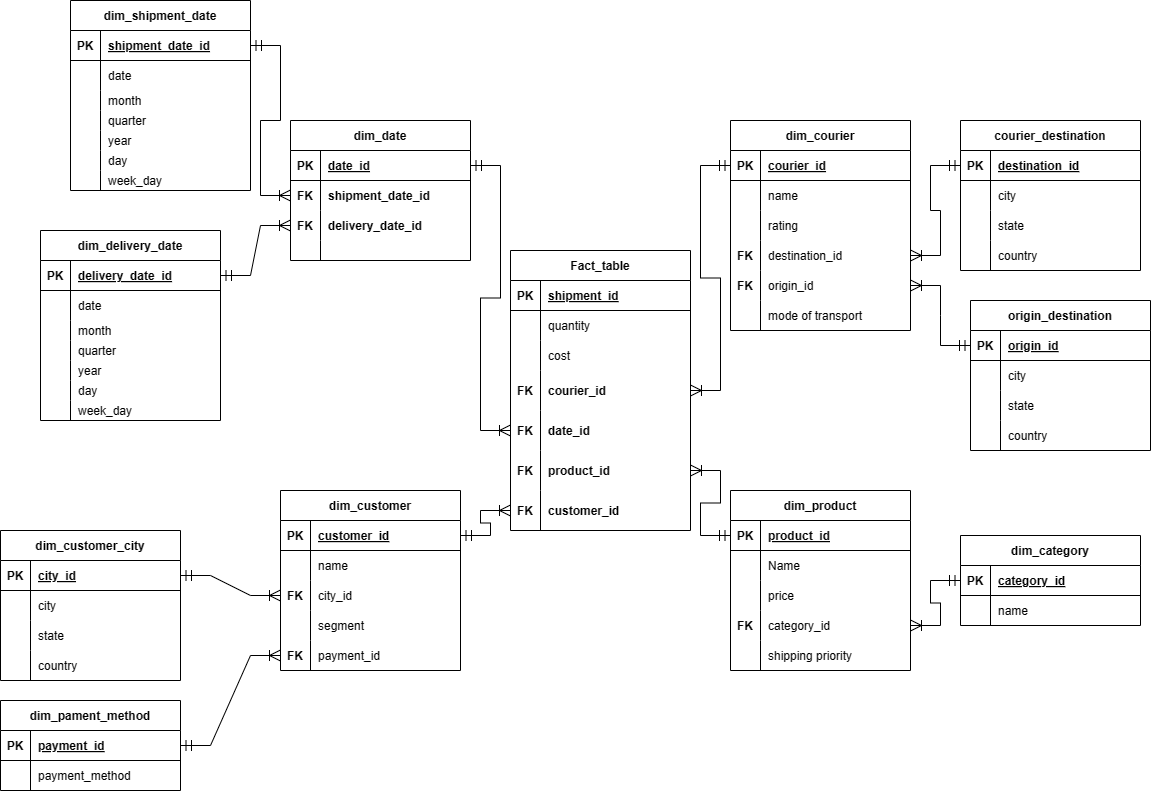 dim_shipment_date
PK shipment_date_id
date
month
quarter
year
day
week_day
dim_delivery_date
PK delivery_date_id
date
month
quarter
year
day
week_day
dim_date
PK date_id
FK shipment_date_id
FK delivery_date_id
Fact_table
PK shipment_id
quantity
cost
FK courier_id
FK date_id
FK product_id
FK customer_id
dim_courier
PK courier_id
name
rating
FK destination_id
FK origin_id
mode of transport
courier_destination
PK destination_id
city
state
country
origin_destination
PK origin_id
city
state
country
dim_customer
PK customer_id
name
FK city_id
segment
FK payment_id
dim_customer_city
PK city_id
city
state
country
dim_pament_method
PK payment_id
payment_method
dim_product
PK product_id
Name
price
FK category_id
shipping priority
dim_category
PK category_id
name